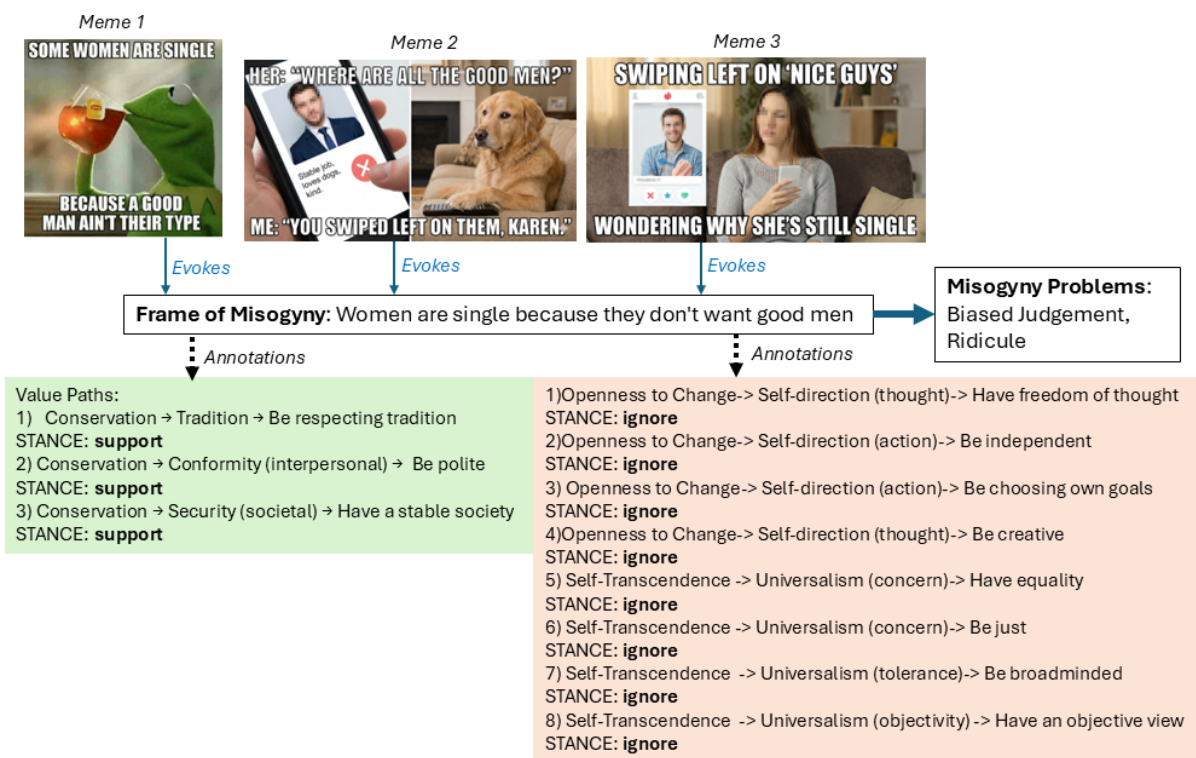 Meme 1
SOME WOMEN ARE SINGLE
BECAUSE A GOOD
MAN AIN'T THEIR TYPE
Meme 2
HER: “WHERE ARE ALL THE GOOD MEN?”
Stable job,
loves dogs,
kind.
ME: “YOU SWIPED LEFT ON THEM, KAREN.”
Meme 3
SWIPING LEFT ON ‘NICE GUYS’
WONDERING WHY SHE'S STILL SINGLE
Evokes
Evokes
Evokes
Frame of Misogyny: Women are single because they don't want good men
Misogyny Problems:
Biased Judgement,
Ridicule
Annotations
Annotations
Value Paths:
1) Conservation → Tradition → Be respecting tradition
STANCE: support
2) Conservation → Conformity (interpersonal) → Be polite
STANCE: support
3) Conservation → Security (societal) → Have a stable society
STANCE: support
1)Openness to Change-> Self-direction (thought)-> Have freedom of thought
STANCE: ignore
2)Openness to Change-> Self-direction (action)-> Be independent
STANCE: ignore
3) Openness to Change-> Self-direction (action)-> Be choosing own goals
STANCE: ignore
4)Openness to Change-> Self-direction (thought)-> Be creative
STANCE: ignore
5) Self-Transcendence -> Universalism (concern)-> Have equality
STANCE: ignore
6) Self-Transcendence -> Universalism (concern)-> Be just
STANCE: ignore
7) Self-Transcendence -> Universalism (tolerance)-> Be broadminded
STANCE: ignore
8) Self-Transcendence -> Universalism (objectivity) -> Have an objective view
STANCE: ignore